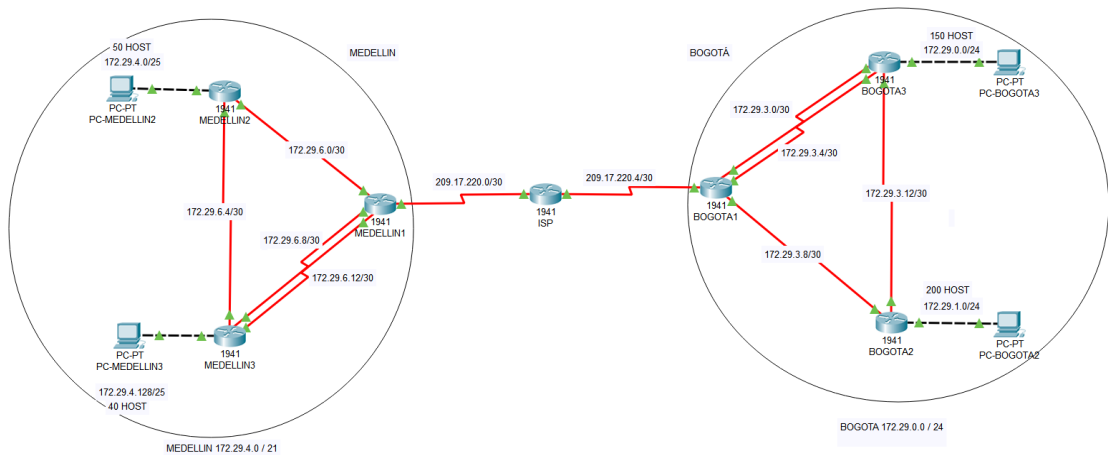 50 HOST
172.29.4.0/25
PC-PT
PC-MEDELLIN2
1941
MEDELLIN2
MEDELLIN
172.29.6.0/30
172.29.6.4/30
1941
MEDELLIN1
172.29.6.8/30
172.29.6.12/30
PC-PT
PC-MEDELLIN3
1941
MEDELLIN3
172.29.4.128/25
40 HOST
MEDELLIN 172.29.4.0 / 21
209.17.220.0/30
1941
ISP
209.17.220.4/30
BOGOTÁ
150 HOST
172.29.0.0/24
1941
BOGOTA3
PC-PT
PC-BOGOTA3
172.29.3.0/30
172.29.3.4/30
1941
BOGOTA1
172.29.3.12/30
172.29.3.8/30
200 HOST
172.29.1.0/24
1941
BOGOTA2
PC-PT
PC-BOGOTA2
BOGOTA 172.29.0.0 / 24